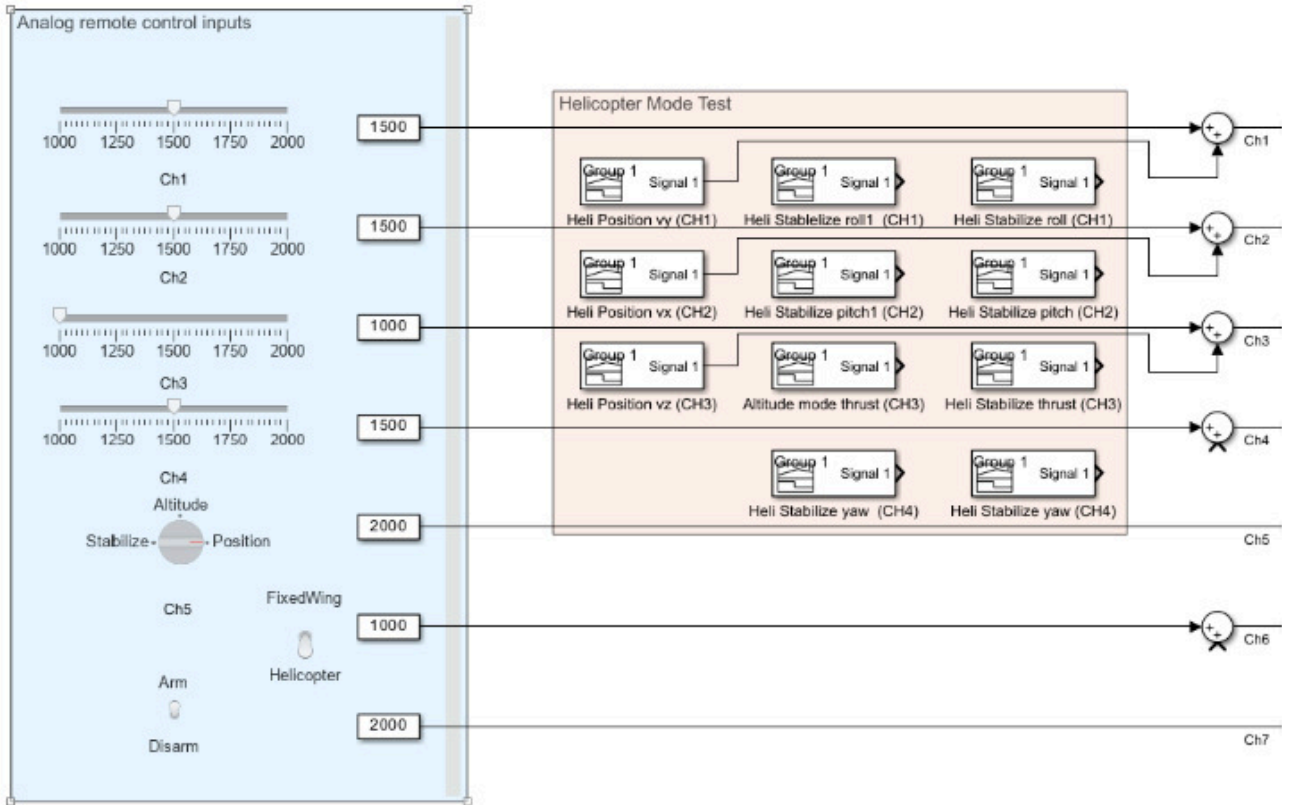 Analog remote control inputs
1000 1250 1500 1750 2000
Ch1
1000 1250 1500 1750 2000
Ch2
1000 1250 1500 1750 2000
Ch3
1000 1250 1500 1750 2000
Ch4
Altitude
Stabilize
Position
Ch5
FixedWing
Helicopter
Arm
Disarm
1500
1500
1000
1500
2000
1000
2000
Helicopter Mode Test
Group 1
Signal 1
Heli Position vy (CH1)
Group 1
Signal 1
Heli Stablelize roll1 (CH1)
Group 1
Signal 1
Heli Stabilize roll (CH1)
Group 1
Signal 1
Heli Position vx (CH2)
Group 1
Signal 1
Heli Stabilize pitch1 (CH2)
Group 1
Signal 1
Heli Stabilize pitch (CH2)
Group 1
Signal 1
Heli Position vz (CH3)
Group 1
Signal 1
Altitude mode thrust (CH3)
Group 1
Signal 1
Heli Stabilize thrust (CH3)
Group 1
Signal 1
Heli Stabilize yaw (CH4)
Group 1
Signal 1
Heli Stabilize yaw (CH4)
Ch1
Ch2
Ch3
Ch4
Ch5
Ch6
Ch7